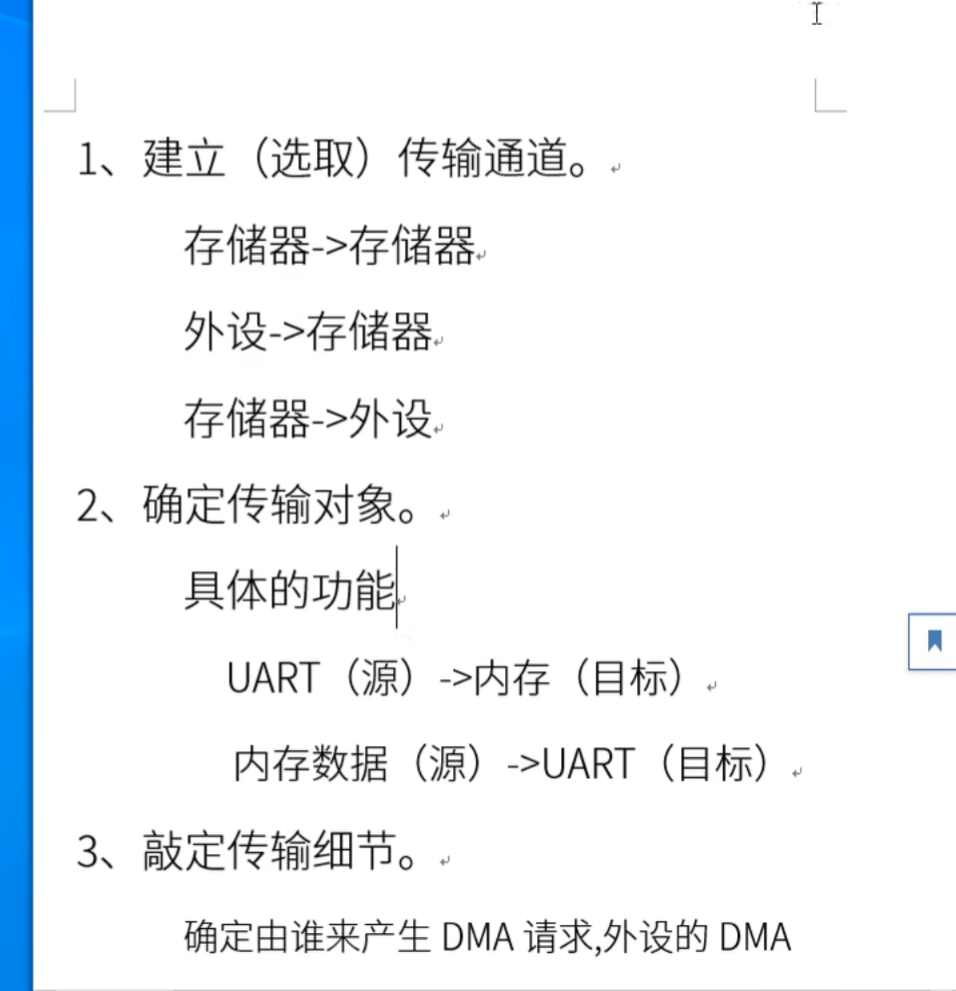 1、建立（选取）传输通道。
存储器->存储器
外设->存储器
存储器->外设
2、确定传输对象。
具体的功能
UART（源）->内存（目标）
内存数据（源）->UART（目标）
3、敲定传输细节。
确定由谁来产生 DMA 请求,外设的 DMA